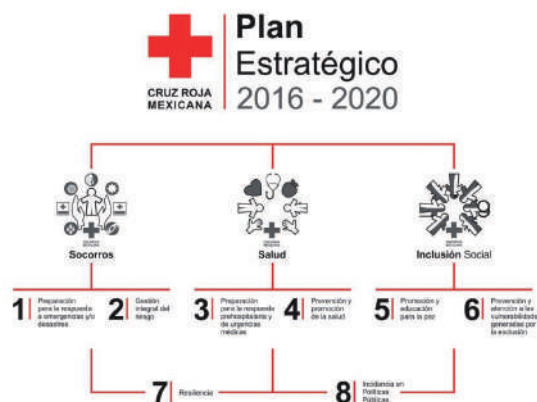 Plan
Estratégico
2016 - 2020
CRUZ ROJA
MEXICANA
Socorros
Salud
Inclusión Social
1 Preparación
para la respuesta
a emergencias y/o
desastres
2 Gestión
integral del
riesgo
3 Preparación
para la respuesta
prehospitalaria y
de urgencias
médicas
4 Prevención y
promoción
de la salud
5 Promoción y
educación
para la paz
6 Prevención y
atención a las
vulnerabilidades
generadas por
la exclusión
7 Resiliencia
8 Incidencia en
Políticas
Públicas